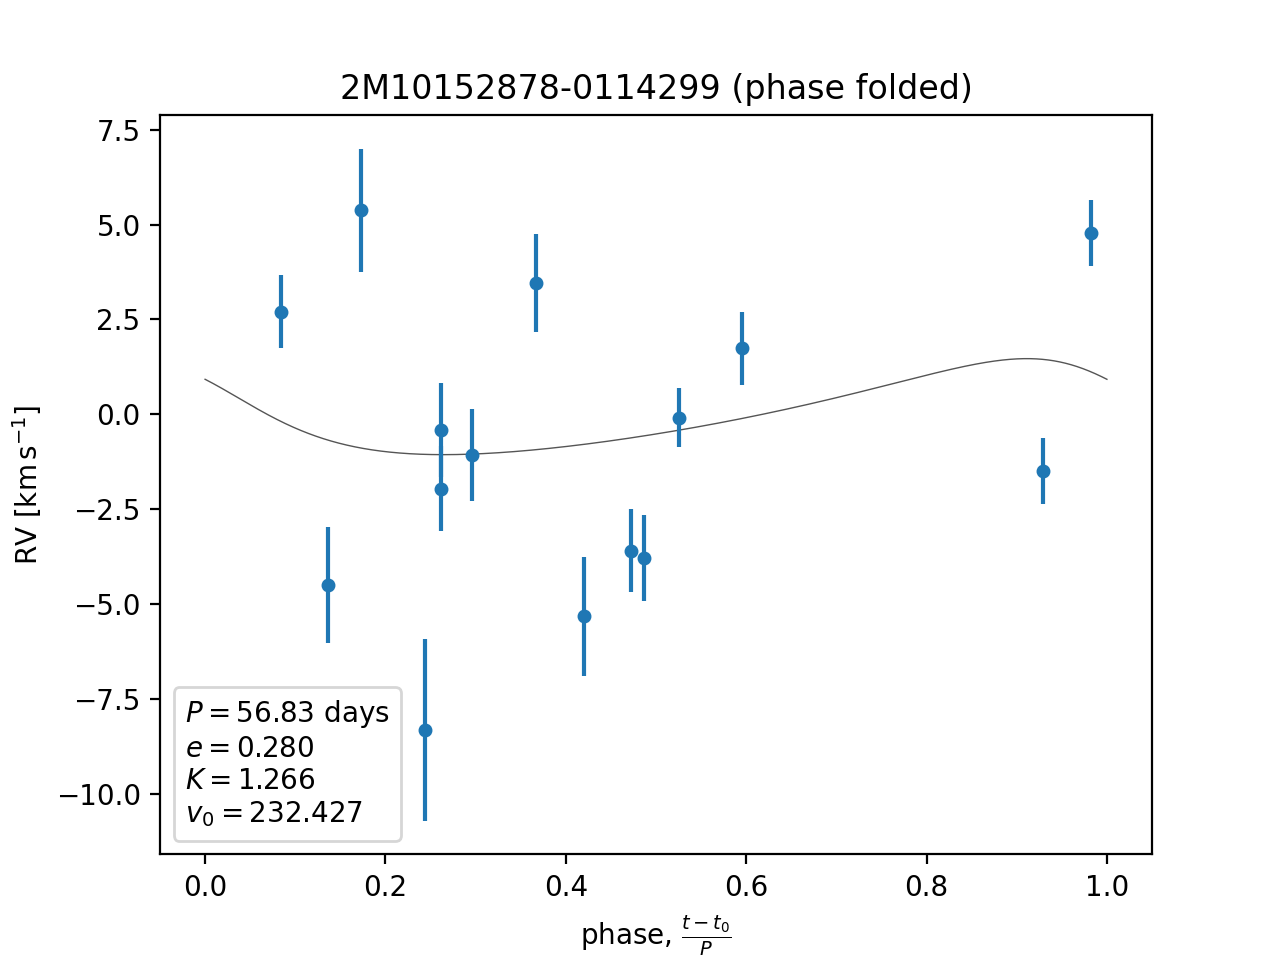 2M10152878-0114299 (phase folded)
7.5
5.0
2.5
0.0
−2.5
−5.0
−7.5
−10.0
RV [km s⁻¹]
P = 56.83 days
e = 0.280
K = 1.266
v₀ = 232.427
0.0 0.2 0.4 0.6 0.8 1.0
phase, (t − t₀)/P